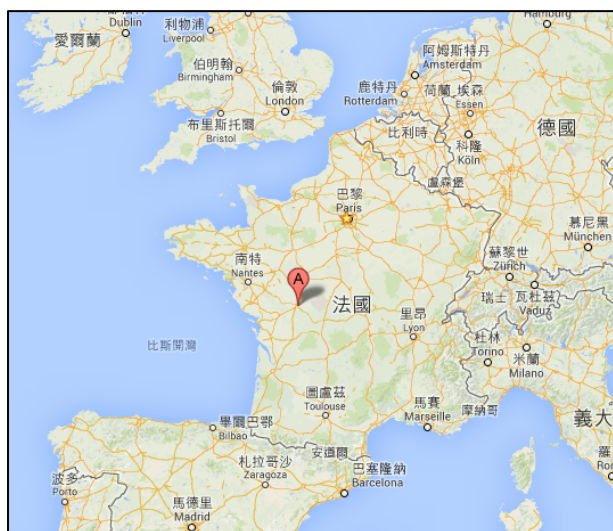 Dublin
愛爾蘭
利物浦
Liverpool
伯明翰
Birmingham
倫敦
London
布里斯托爾
Bristol
Hamburg
阿姆斯特丹
Amsterdam
鹿特丹
Rotterdam
荷蘭
埃森
Essen
比利時
科隆
Köln
德國
盧森堡
巴黎
Paris
慕尼黑
München
蘇黎世
Zürich
南特
Nantes
A
法國
瑞士
瓦杜茲
Vaduz
里昂
Lyon
比斯開灣
杜林
Torino
米蘭
Milano
圖盧茲
Toulouse
馬賽
Marseille
摩納哥
義大
畢爾巴鄂
Bilbao
安道爾
羅
札拉哥沙
Zaragoza
巴塞隆納
Barcelona
波多
Porto
馬德里
Madrid